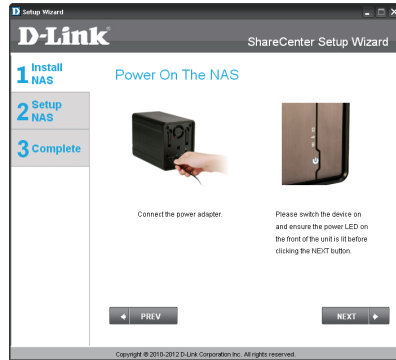 Setup Wizard
D-Link
ShareCenter Setup Wizard
1 Install
NAS
2 Setup
NAS
3 Complete
Power On The NAS
Connect the power adapter.
Please switch the device on
and ensure the power LED on
the front of the unit is lit before
clicking the NEXT button.
PREV
NEXT
Copyright © 2010-2012 D-Link Corporation Inc. All rights reserved.